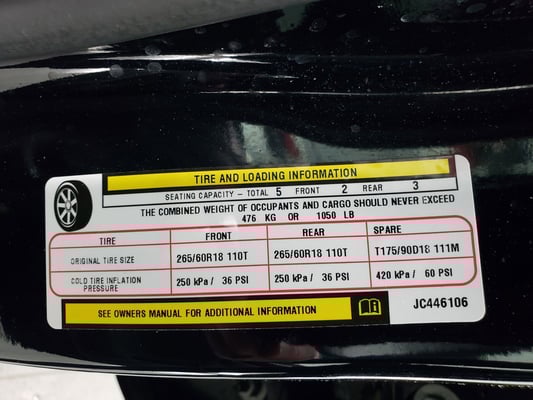 TIRE AND LOADING INFORMATION
SEATING CAPACITY - TOTAL 5 FRONT 2 REAR 3
THE COMBINED WEIGHT OF OCCUPANTS AND CARGO SHOULD NEVER EXCEED
476 KG OR 1050 LB
TIRE FRONT REAR SPARE
ORIGINAL TIRE SIZE 265/60R18 110T 265/60R18 110T T175/90D18 111M
COLD TIRE INFLATION PRESSURE 250 kPa / 36 PSI 250 kPa / 36 PSI 420 kPa / 60 PSI
SEE OWNERS MANUAL FOR ADDITIONAL INFORMATION JC446106